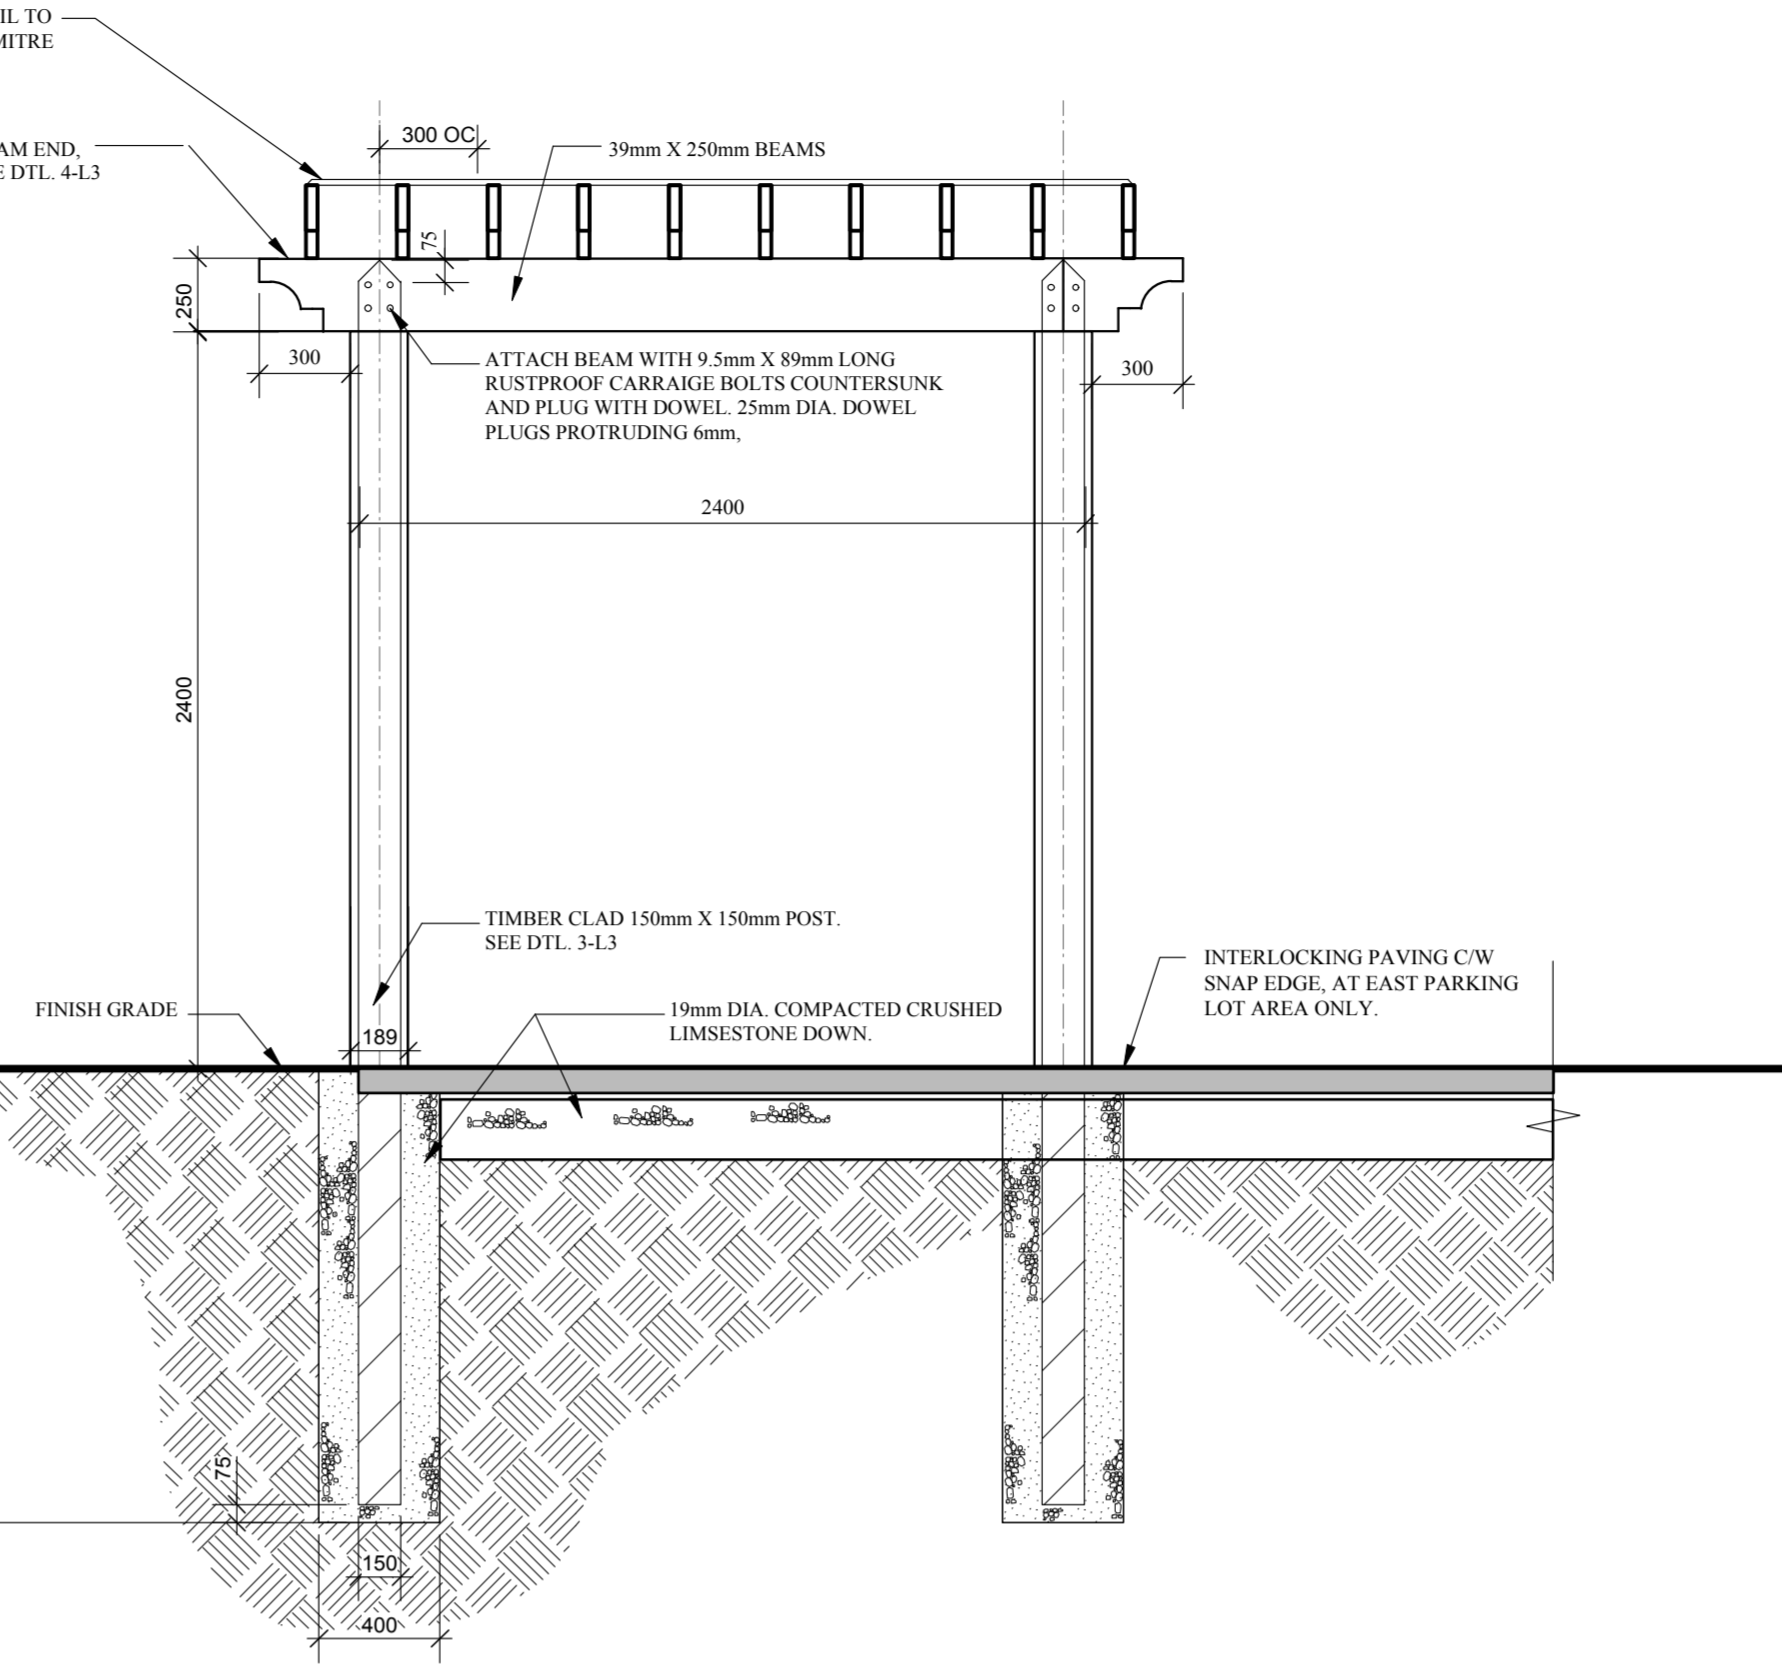 IL TO
MITRE
300 OC
39mm X 250mm BEAMS
AM END,
E DTL. 4-L3
75
250
300
300
ATTACH BEAM WITH 9.5mm X 89mm LONG
RUSTPROOF CARRAIGE BOLTS COUNTERSUNK
AND PLUG WITH DOWEL. 25mm DIA. DOWEL
PLUGS PROTRUDING 6mm,
2400
2400
TIMBER CLAD 150mm X 150mm POST.
SEE DTL. 3-L3
INTERLOCKING PAVING C/W
SNAP EDGE, AT EAST PARKING
LOT AREA ONLY.
FINISH GRADE
19mm DIA. COMPACTED CRUSHED
LIMSESTONE DOWN.
189
75
150
400